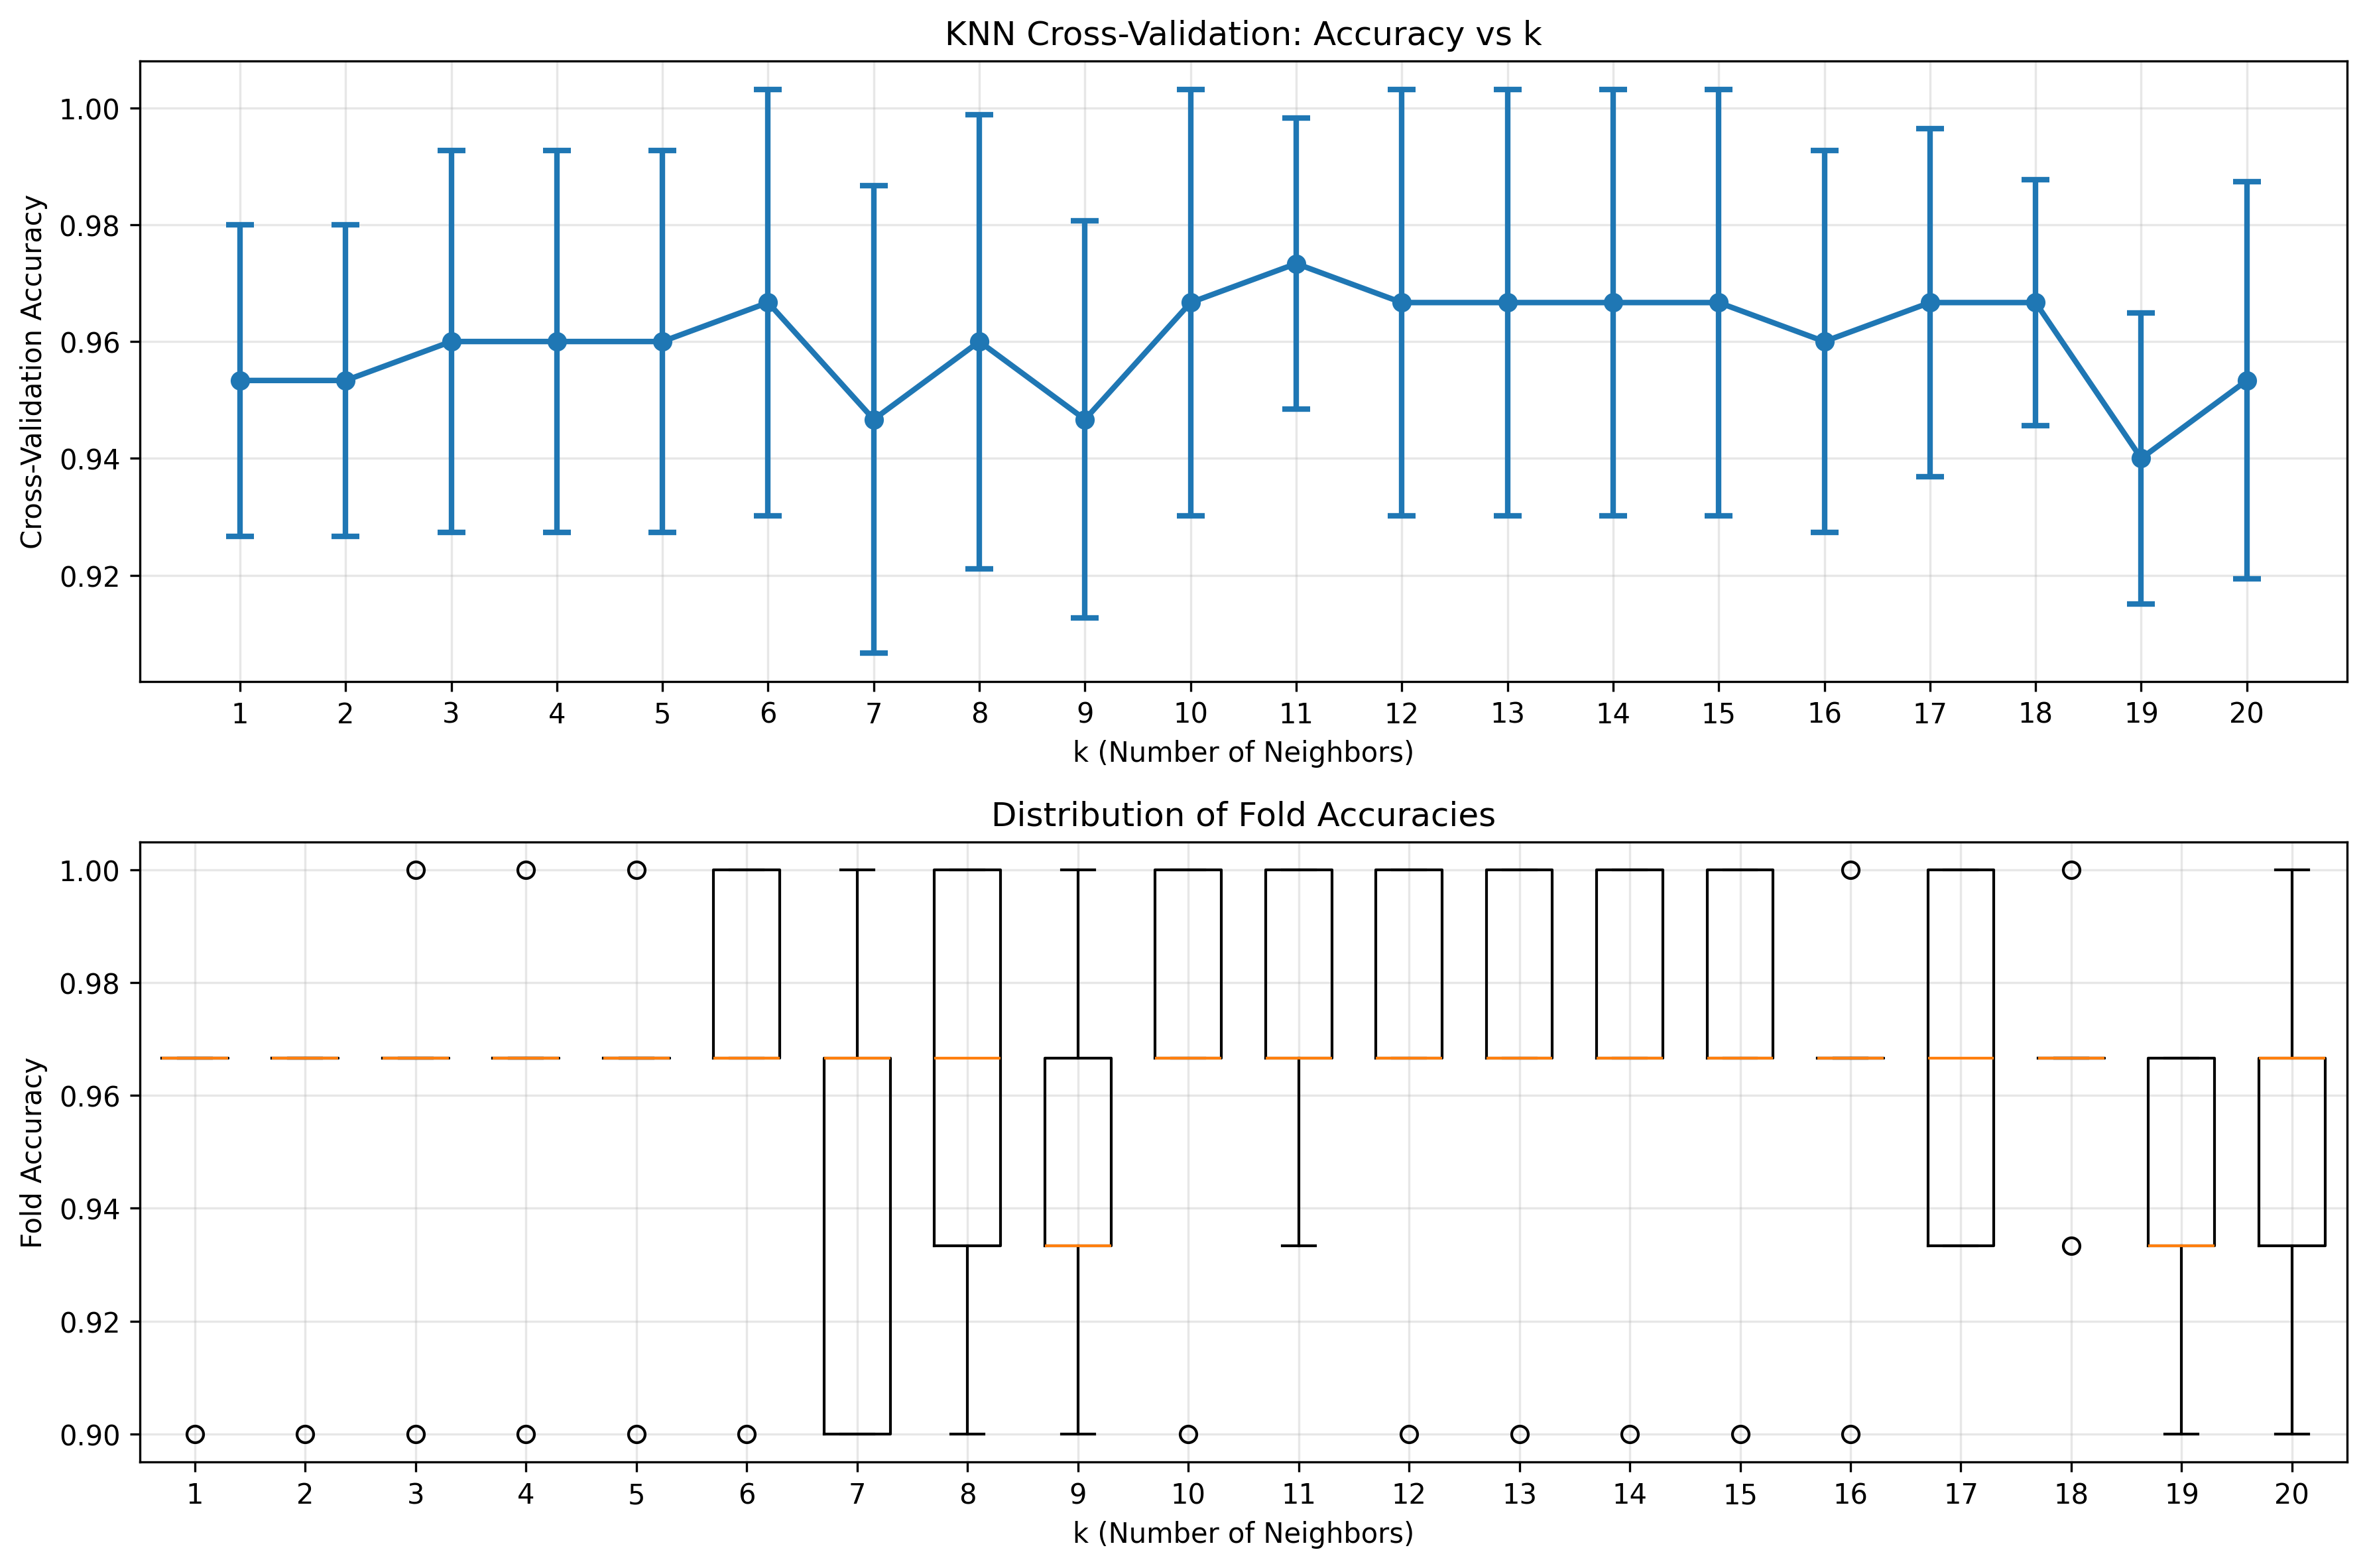 KNN Cross-Validation: Accuracy vs k
Cross-Validation Accuracy
1.00
0.98
0.96
0.94
0.92
1 2 3 4 5 6 7 8 9 10 11 12 13 14 15 16 17 18 19 20
k (Number of Neighbors)
Distribution of Fold Accuracies
Fold Accuracy
1.00
0.98
0.96
0.94
0.92
0.90
1 2 3 4 5 6 7 8 9 10 11 12 13 14 15 16 17 18 19 20
k (Number of Neighbors)